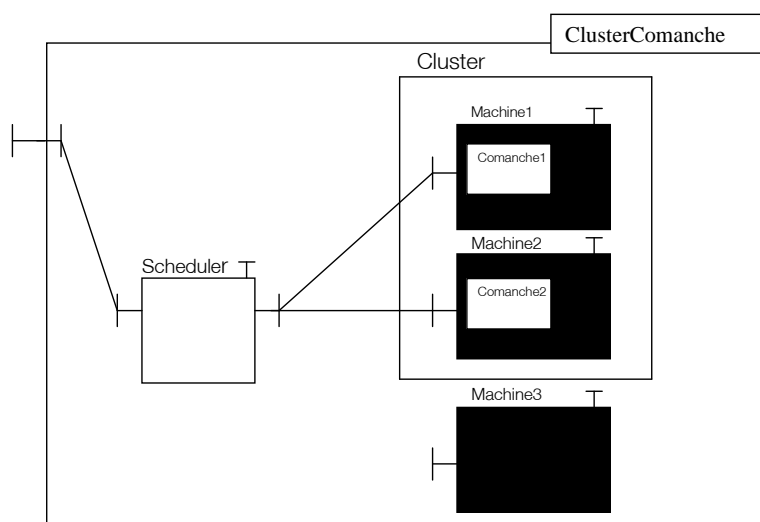 ClusterComanche
Cluster
Machine1
Comanche1
Machine2
Scheduler
Comanche2
Machine3